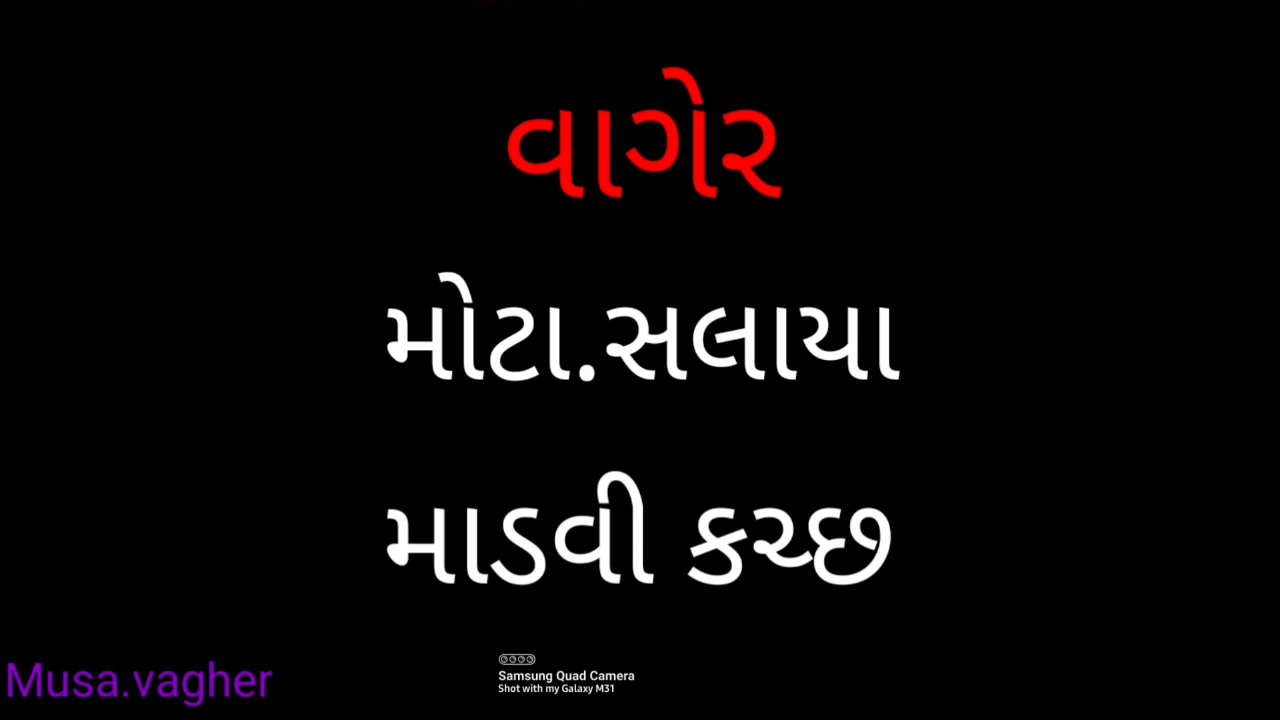 વાગેર
મોટા.સલાયા
માડવી કચ્છ
Musa.vagher
Samsung Quad Camera
Shot with my Galaxy M31